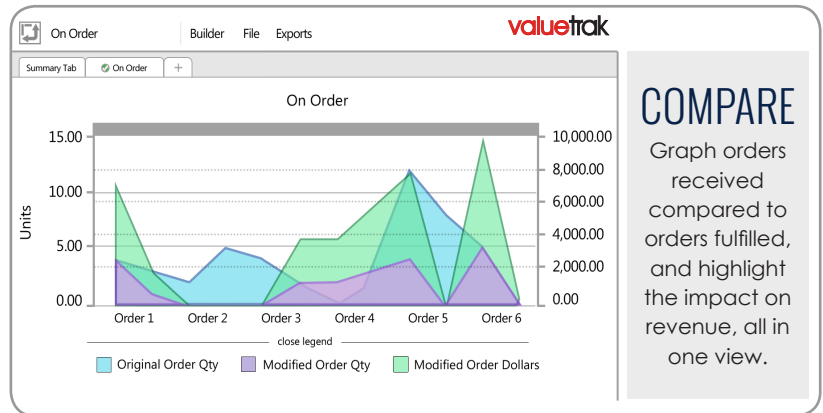 On Order
Builder File Exports
valuetrak
Summary Tab
On Order
+
On Order
15.00
10.00
5.00
0.00
Units
10,000.00
8,000.00
6,000.00
4,000.00
2,000.00
0.00
Order 1 Order 2 Order 3 Order 4 Order 5 Order 6
close legend
Original Order Qty Modified Order Qty Modified Order Dollars
COMPARE
Graph orders
received
compared to
orders fulfilled,
and highlight
the impact on
revenue, all in
one view.